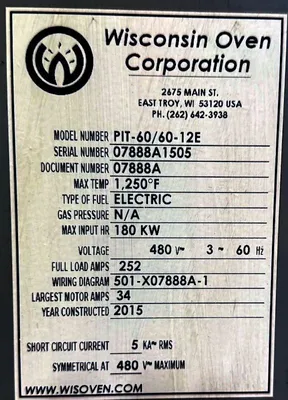 Wisconsin Oven
Corporation
2675 MAIN ST.
EAST TROY, WI 53120 USA
PH. (262) 642-3938
MODEL NUMBER PIT-60/60-12E
SERIAL NUMBER 07888A1505
DOCUMENT NUMBER 07888A
MAX TEMP 1,250°F
TYPE OF FUEL ELECTRIC
GAS PRESSURE N/A
MAX INPUT HR 180 KW
VOLTAGE 480 V~ 3 ~ 60 Hz
FULL LOAD AMPS 252
WIRING DIAGRAM 501-X07888A-1
LARGEST MOTOR AMPS 34
YEAR CONSTRUCTED 2015
SHORT CIRCUIT CURRENT 5 KA~ RMS
SYMMETRICAL AT 480 V~ MAXIMUM
WWW.WISOVEN.COM